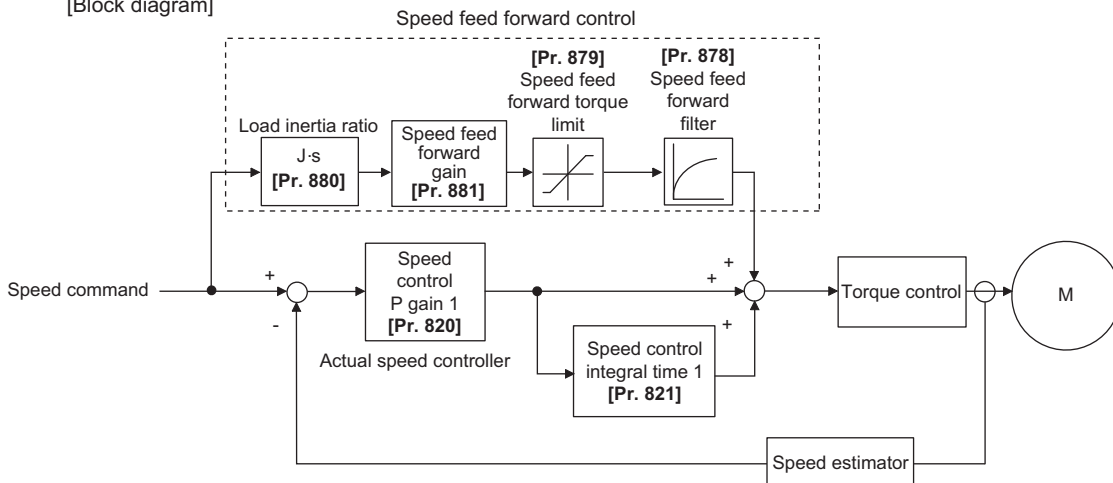 [Block diagram]
Speed feed forward control
[Pr. 879]
Speed feed
forward torque
limit
[Pr. 878]
Speed feed
forward
filter
Load inertia ratio
J·s
[Pr. 880]
Speed feed
forward
gain
[Pr. 881]
Speed command
+
-
Speed
control
P gain 1
[Pr. 820]
Actual speed controller
+
+
+
Speed control
integral time 1
[Pr. 821]
Torque control
M
Speed estimator